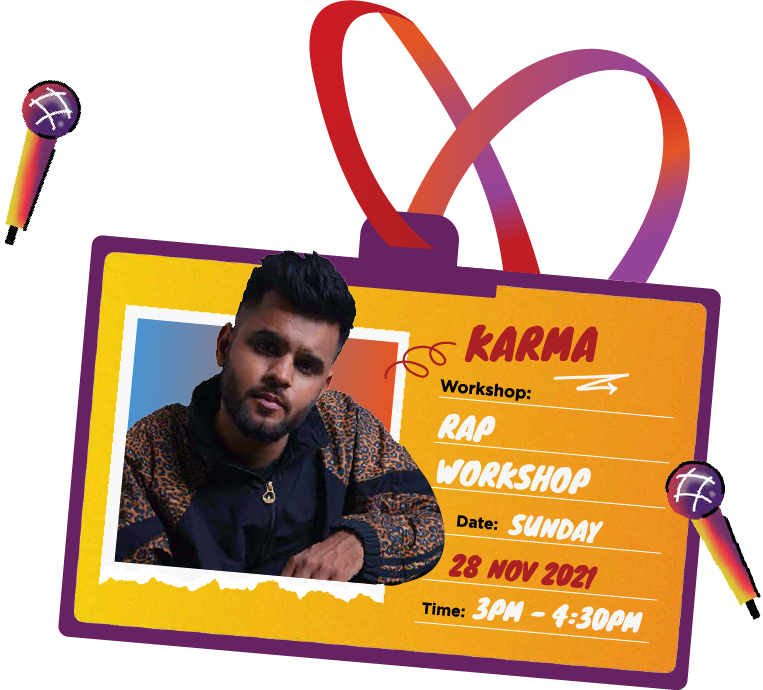 KARMA
Workshop:
RAP
WORKSHOP
Date: SUNDAY
28 NOV 2021
Time: 3PM - 4:30PM